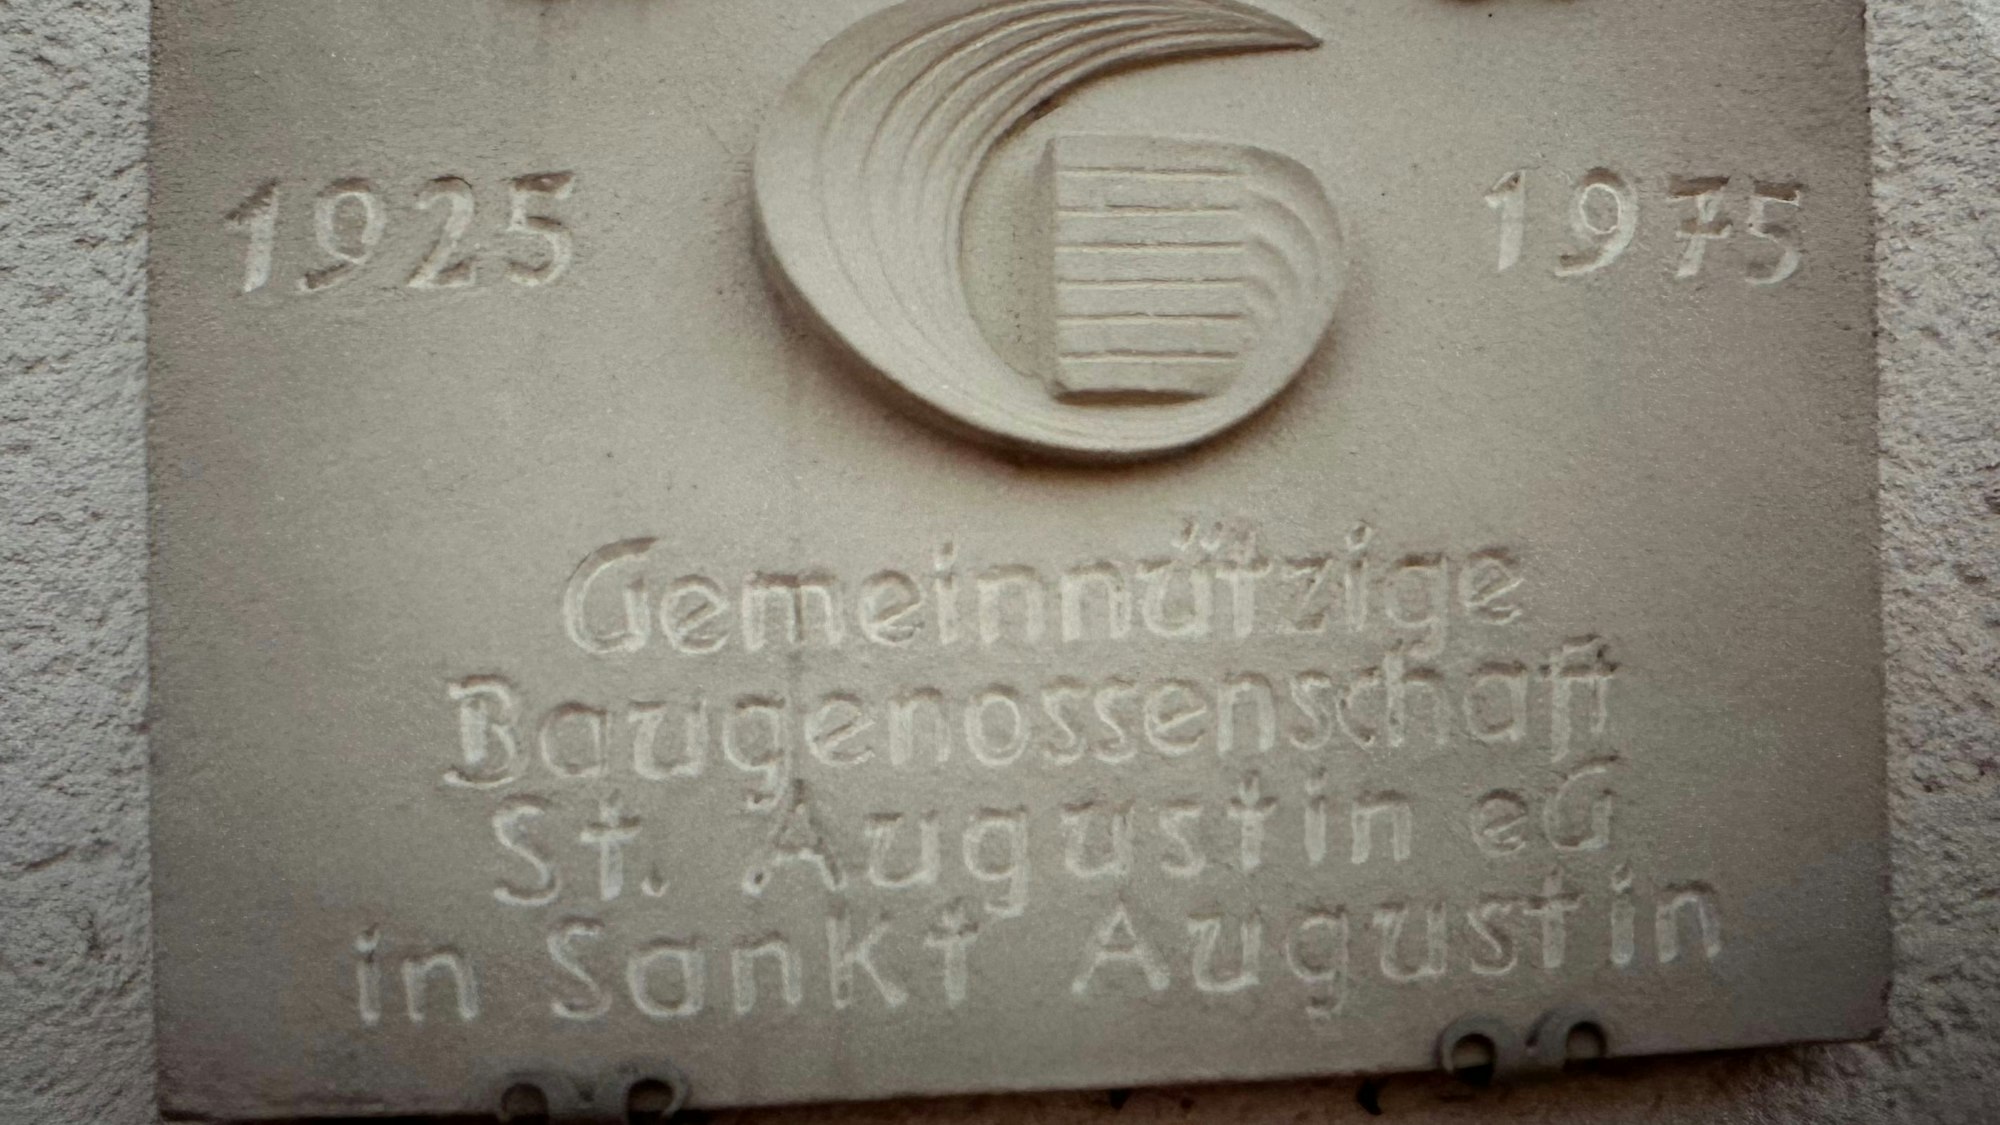 1925 1975
Gemeinnützige
Baugenossenschaft
St. Augustin eG
in Sankt Augustin